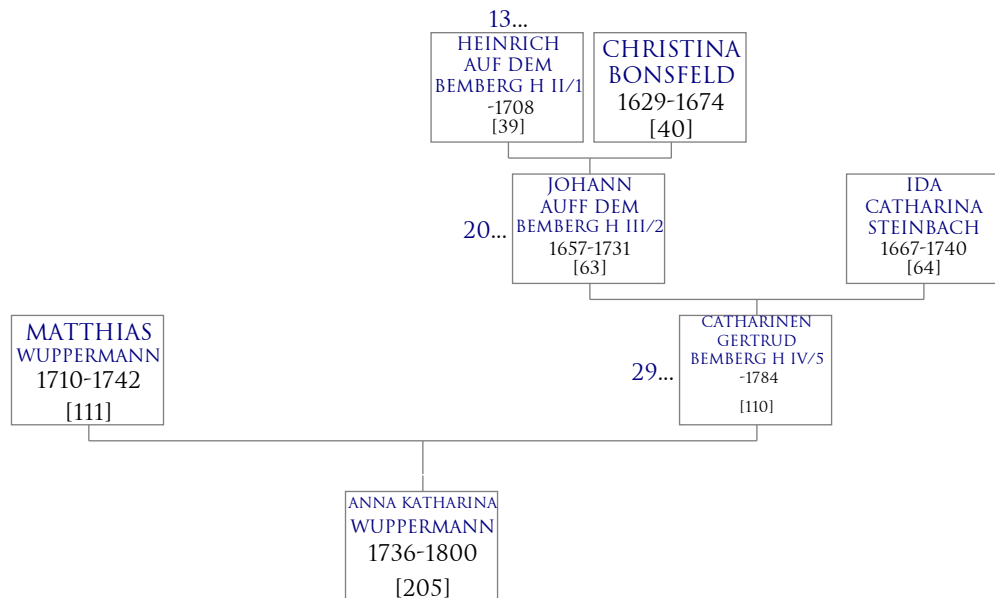 13...
HEINRICH
AUF DEM
BEMBERG H II/1
-1708
[39]
CHRISTINA
BONSFELD
1629-1674
[40]
20...
JOHANN
AUFF DEM
BEMBERG H III/2
1657-1731
[63]
IDA
CATHARINA
STEINBACH
1667-1740
[64]
MATTHIAS
WUPPERMANN
1710-1742
[111]
29...
CATHARINEN
GERTRUD
BEMBERG H IV/5
-1784
[110]
ANNA KATHARINA
WUPPERMANN
1736-1800
[205]